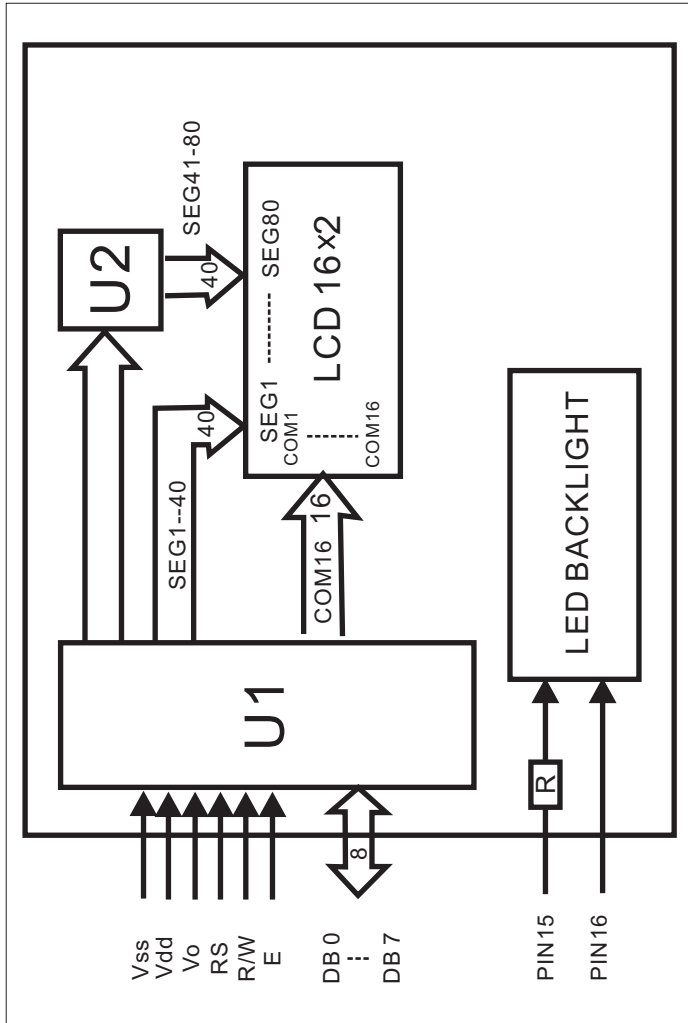 Vss
Vdd
Vo
RS
R/W
E
DB0
----
DB7
8
U1
U2
SEG1--40
40
SEG41-80
40
COM16
16
SEG1 ---------- SEG80
COM1
--------
COM16
LCD 16×2
PIN15
R
PIN16
LED BACKLIGHT